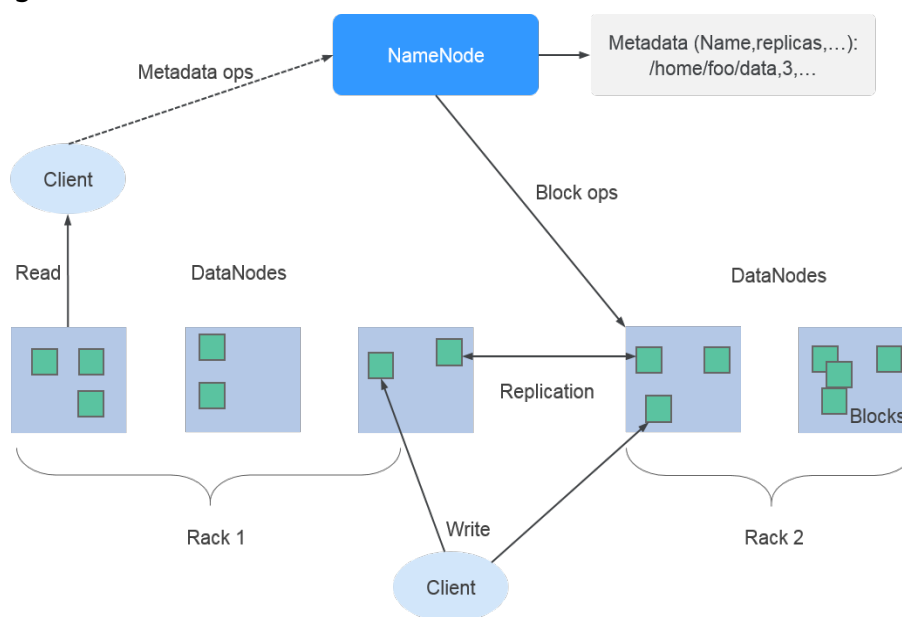 NameNode
Metadata (Name,replicas,…):
/home/foo/data,3,…
Metadata ops
Client
Block ops
Read
DataNodes
DataNodes
Replication
Blocks
Rack 1
Write
Rack 2
Client